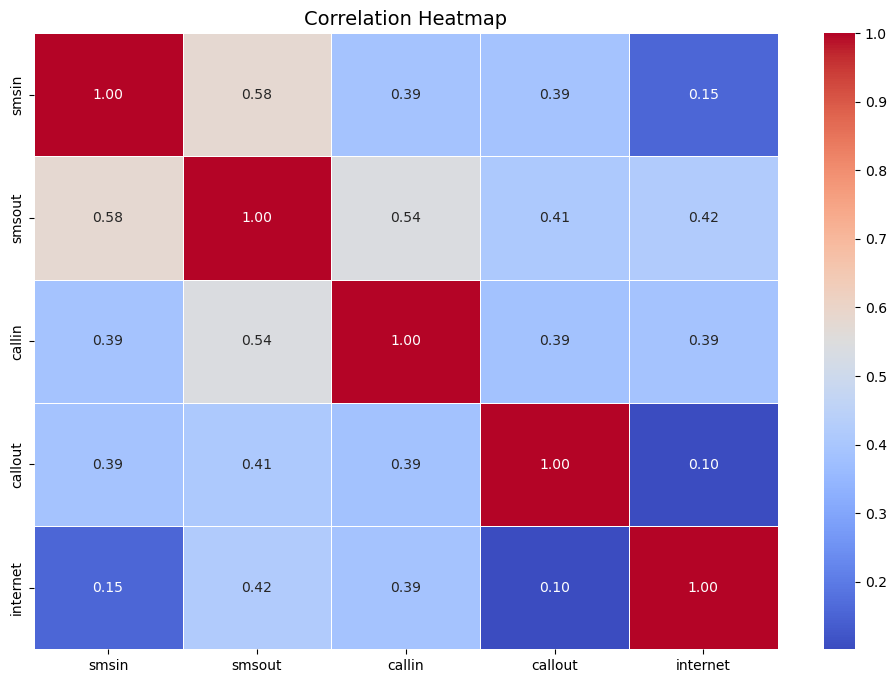 Correlation Heatmap
smsin 1.00 0.58 0.39 0.39 0.15
smsout 0.58 1.00 0.54 0.41 0.42
callin 0.39 0.54 1.00 0.39 0.39
callout 0.39 0.41 0.39 1.00 0.10
internet 0.15 0.42 0.39 0.10 1.00
smsin smsout callin callout internet
1.0
0.9
0.8
0.7
0.6
0.5
0.4
0.3
0.2